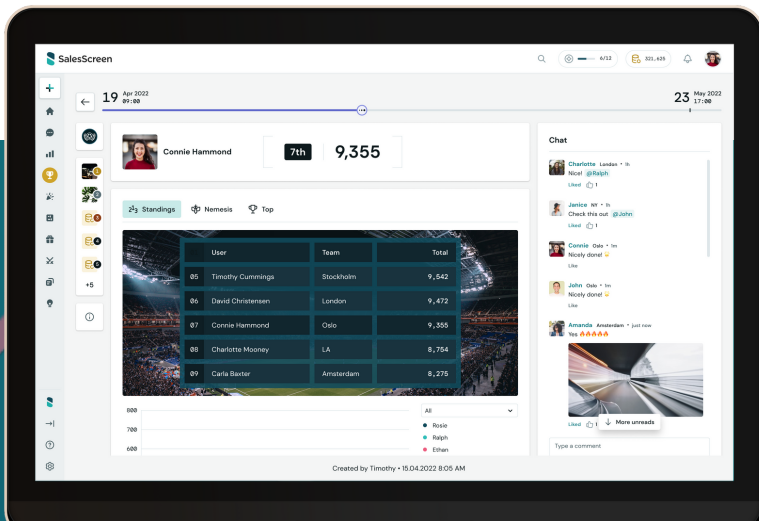 SalesScreen
6/12
321,625
19 Apr 2022
09:00
23 May 2022
17:00
Connie Hammond
7th
9,355
Standings
Nemesis
Top
User Team Total
05 Timothy Cummings Stockholm 9,542
06 David Christensen London 9,472
07 Connie Hammond Oslo 9,355
08 Charlotte Mooney LA 8,754
09 Carla Baxter Amsterdam 8,275
+5
800
700
600
All
Rosie
Ralph
Ethan
Chat
Charlotte London • 1h
Nice! @Ralph
Liked 1
Janice NY • 1h
Check this out @John
Liked 1
Connie Oslo • 1m
Nicely done!
Like
John Oslo • 1m
Nicely done!
Like
Amanda Amsterdam • just now
Yes
Liked 1
More unreads
Type a comment
Created by Timothy • 15.04.2022 8:05 AM